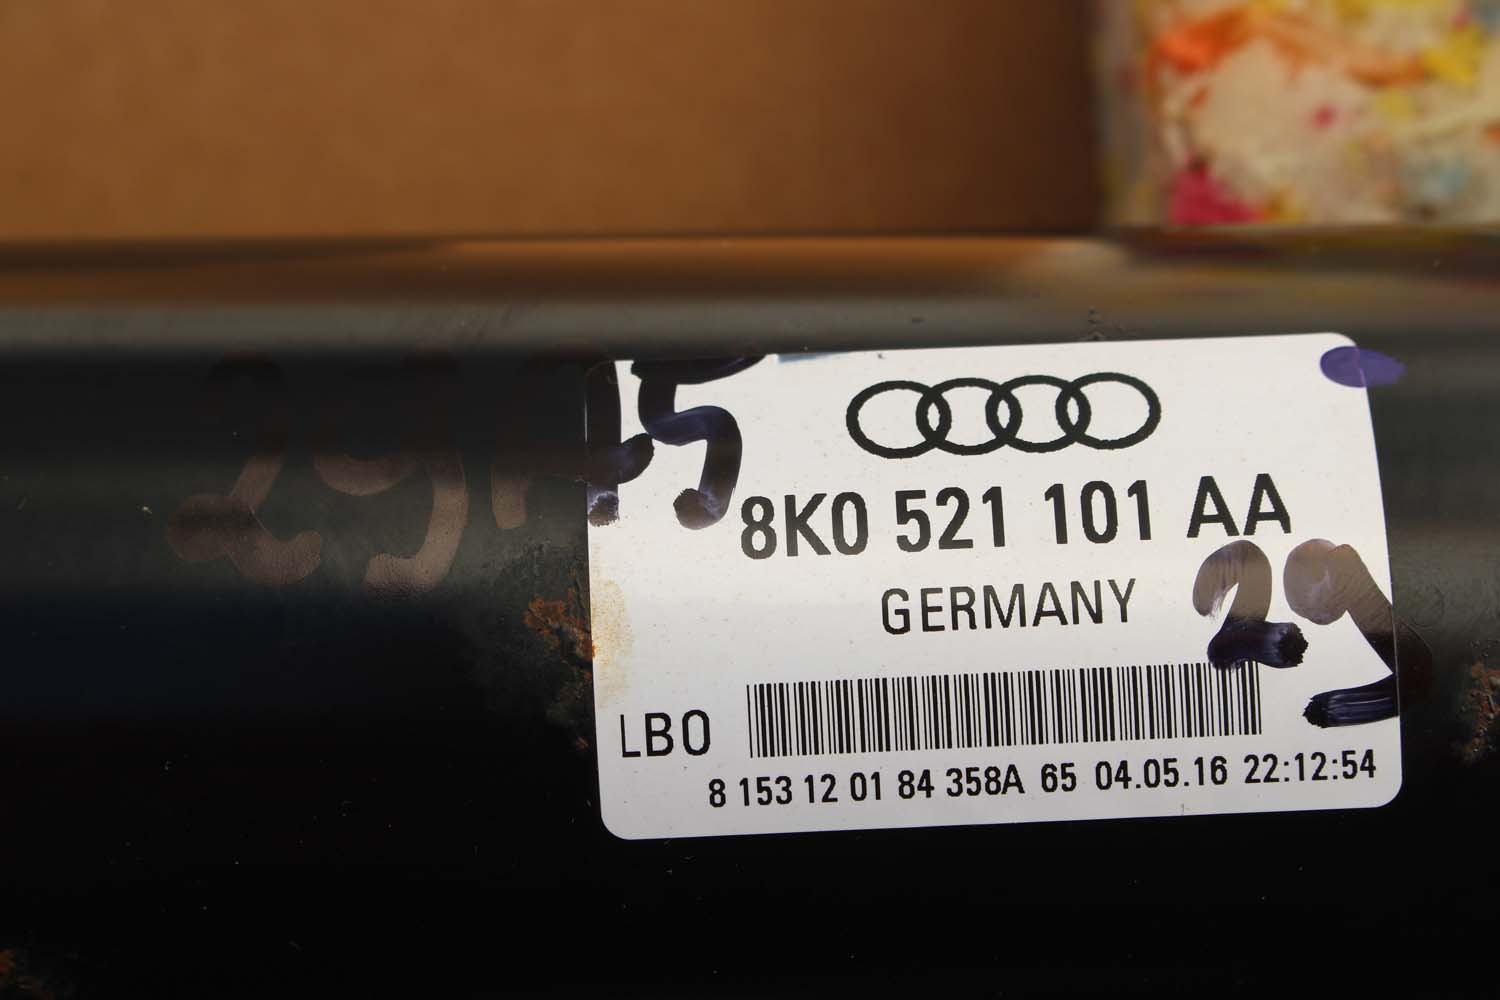 8K0 521 101 AA
GERMANY
29
LBO
8 153 12 01 84 358A 65 04.05.16 22:12:54